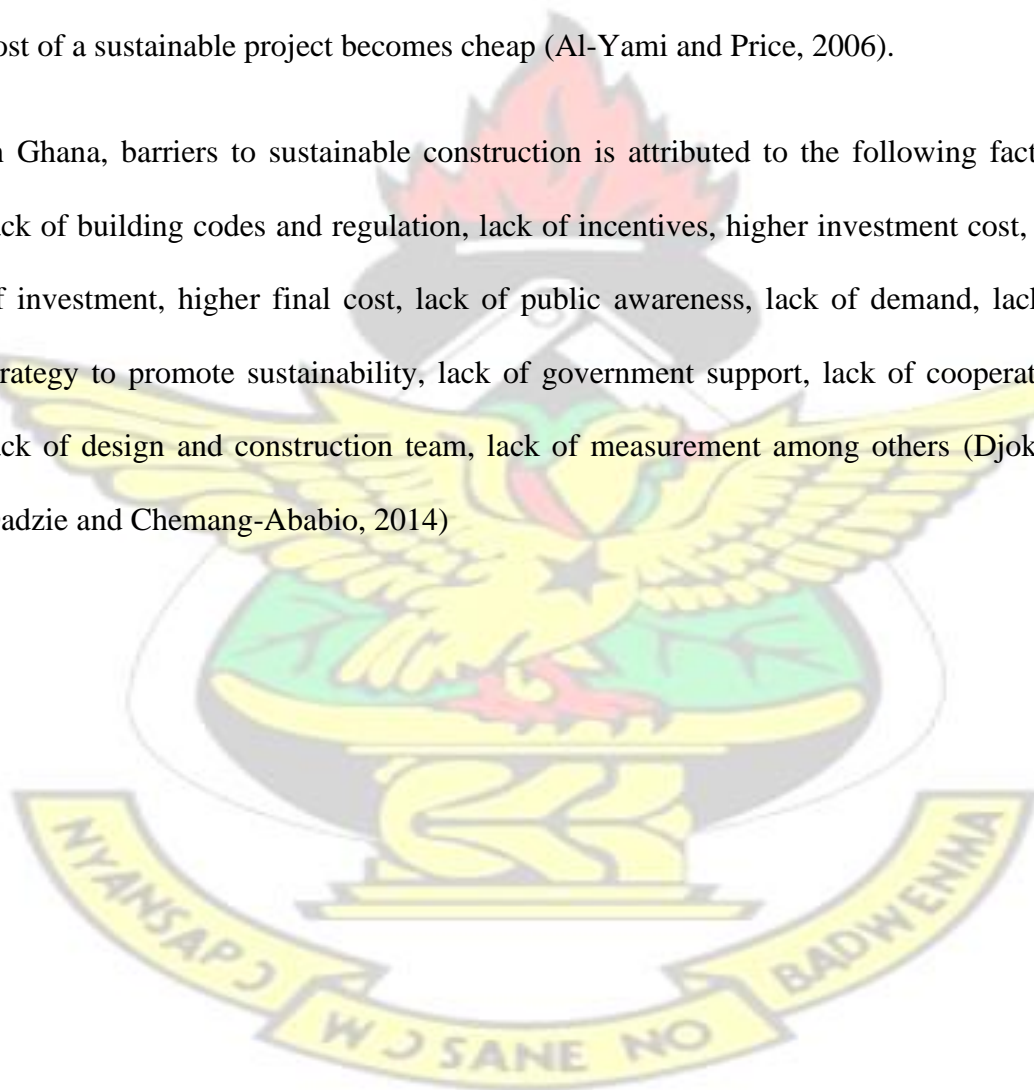 ost of a sustainable project becomes cheap (Al-Yami and Price, 2006).
n Ghana, barriers to sustainable construction is attributed to the following fact
ck of building codes and regulation, lack of incentives, higher investment cost,
f investment, higher final cost, lack of public awareness, lack of demand, lack
rategy to promote sustainability, lack of government support, lack of cooperat
ck of design and construction team, lack of measurement among others (Djok
adzie and Chemang-Ababio, 2014)
NYANSAPƆ
WƆSANE NO
BADWENMA